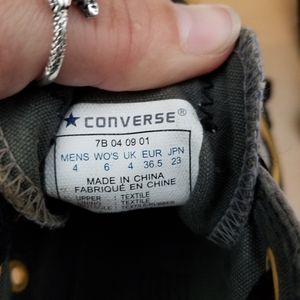 ★ CONVERSE®
7B 04 09 01
MENS WO'S UK EUR JPN
4 6 4 36.5 23
MADE IN CHINA
FABRIQUÉ EN CHINE
UPPER : TEXTILE
: TEXTILE